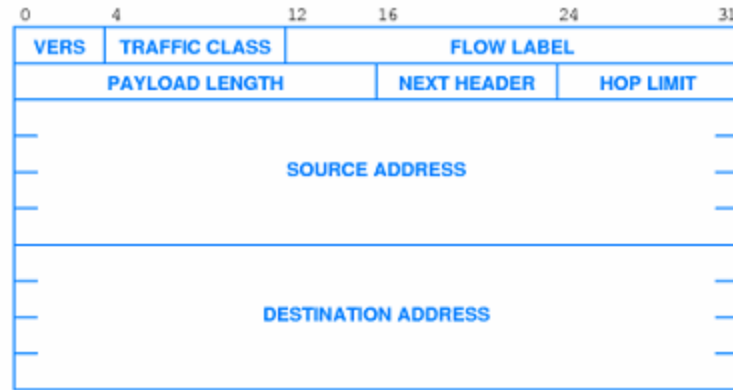 0 4 12 16 24 31
VERS TRAFFIC CLASS FLOW LABEL
PAYLOAD LENGTH NEXT HEADER HOP LIMIT
SOURCE ADDRESS
DESTINATION ADDRESS